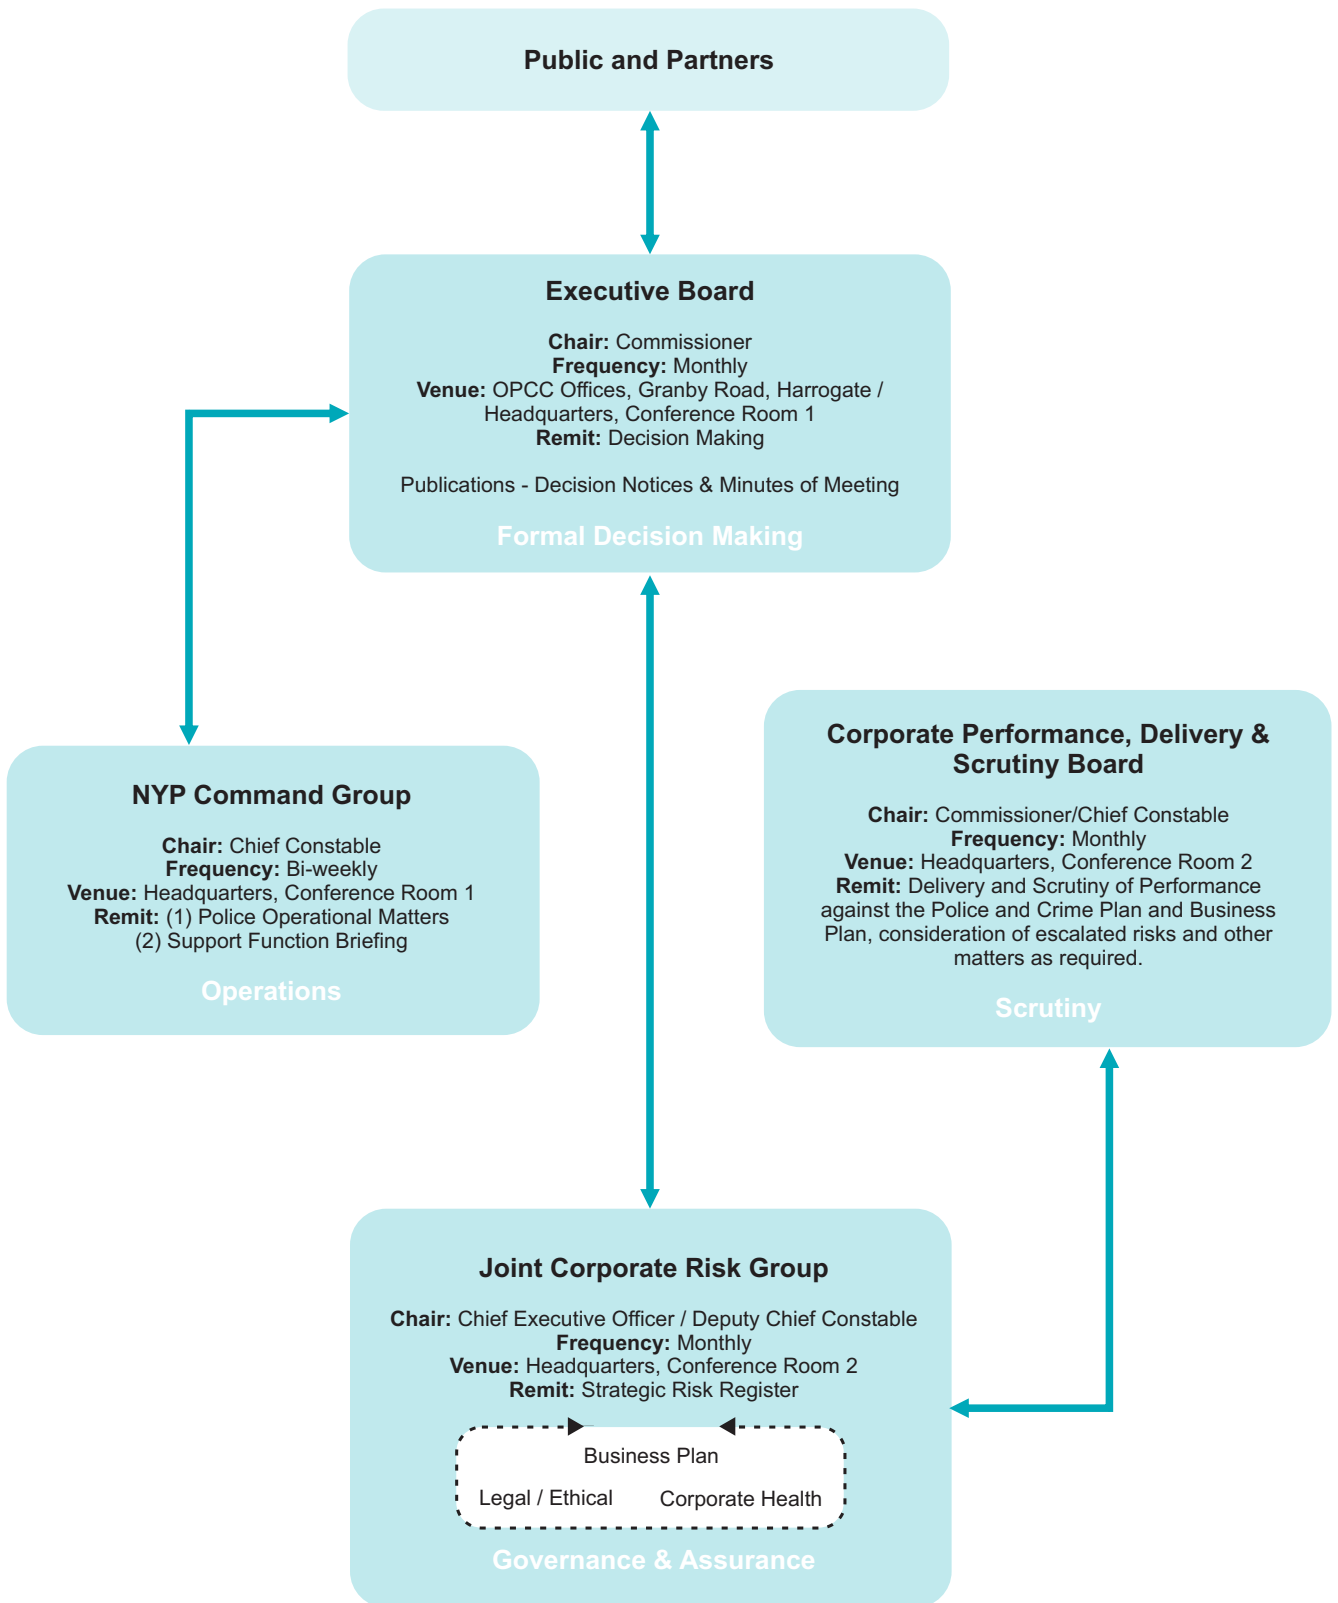 Public and Partners
Executive Board
Chair: Commissioner
Frequency: Monthly
Venue: OPCC Offices, Granby Road, Harrogate /
Headquarters, Conference Room 1
Remit: Decision Making
Publications - Decision Notices & Minutes of Meeting
Formal Decision Making
NYP Command Group
Chair: Chief Constable
Frequency: Bi-weekly
Venue: Headquarters, Conference Room 1
Remit: (1) Police Operational Matters
(2) Support Function Briefing
Operations
Corporate Performance, Delivery &
Scrutiny Board
Chair: Commissioner/Chief Constable
Frequency: Monthly
Venue: Headquarters, Conference Room 2
Remit: Delivery and Scrutiny of Performance
against the Police and Crime Plan and Business
Plan, consideration of escalated risks and other
matters as required.
Scrutiny
Joint Corporate Risk Group
Chair: Chief Executive Officer / Deputy Chief Constable
Frequency: Monthly
Venue: Headquarters, Conference Room 2
Remit: Strategic Risk Register
Business Plan
Legal / Ethical Corporate Health
Governance & Assurance